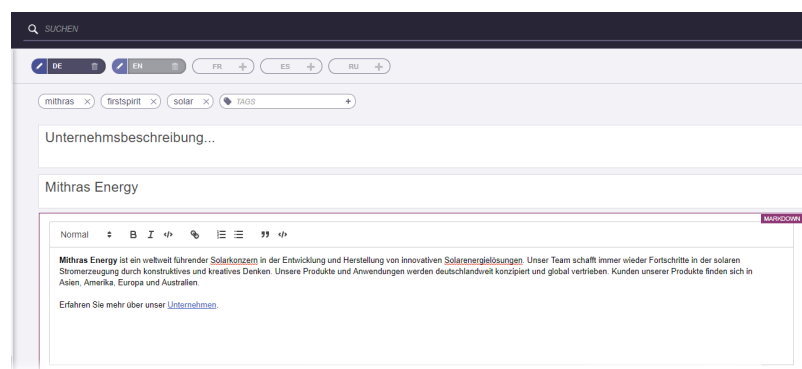 SUCHEN
DE EN FR + ES + RU +
mithras × firstspirit × solar × TAGS +
Unternehmsbeschreibung...
Mithras Energy
MARKDOWN
Normal B I </> " </>
Mithras Energy ist ein weltweit führender Solarkonzern in der Entwicklung und Herstellung von innovativen Solarenergielösungen. Unser Team schafft immer wieder Fortschritte in der solaren
Stromerzeugung durch konstruktives und kreatives Denken. Unsere Produkte und Anwendungen werden deutschlandweit konzipiert und global vertrieben. Kunden unserer Produkte finden sich in
Asien, Amerika, Europa und Australien.
Erfahren Sie mehr über unser Unternehmen.